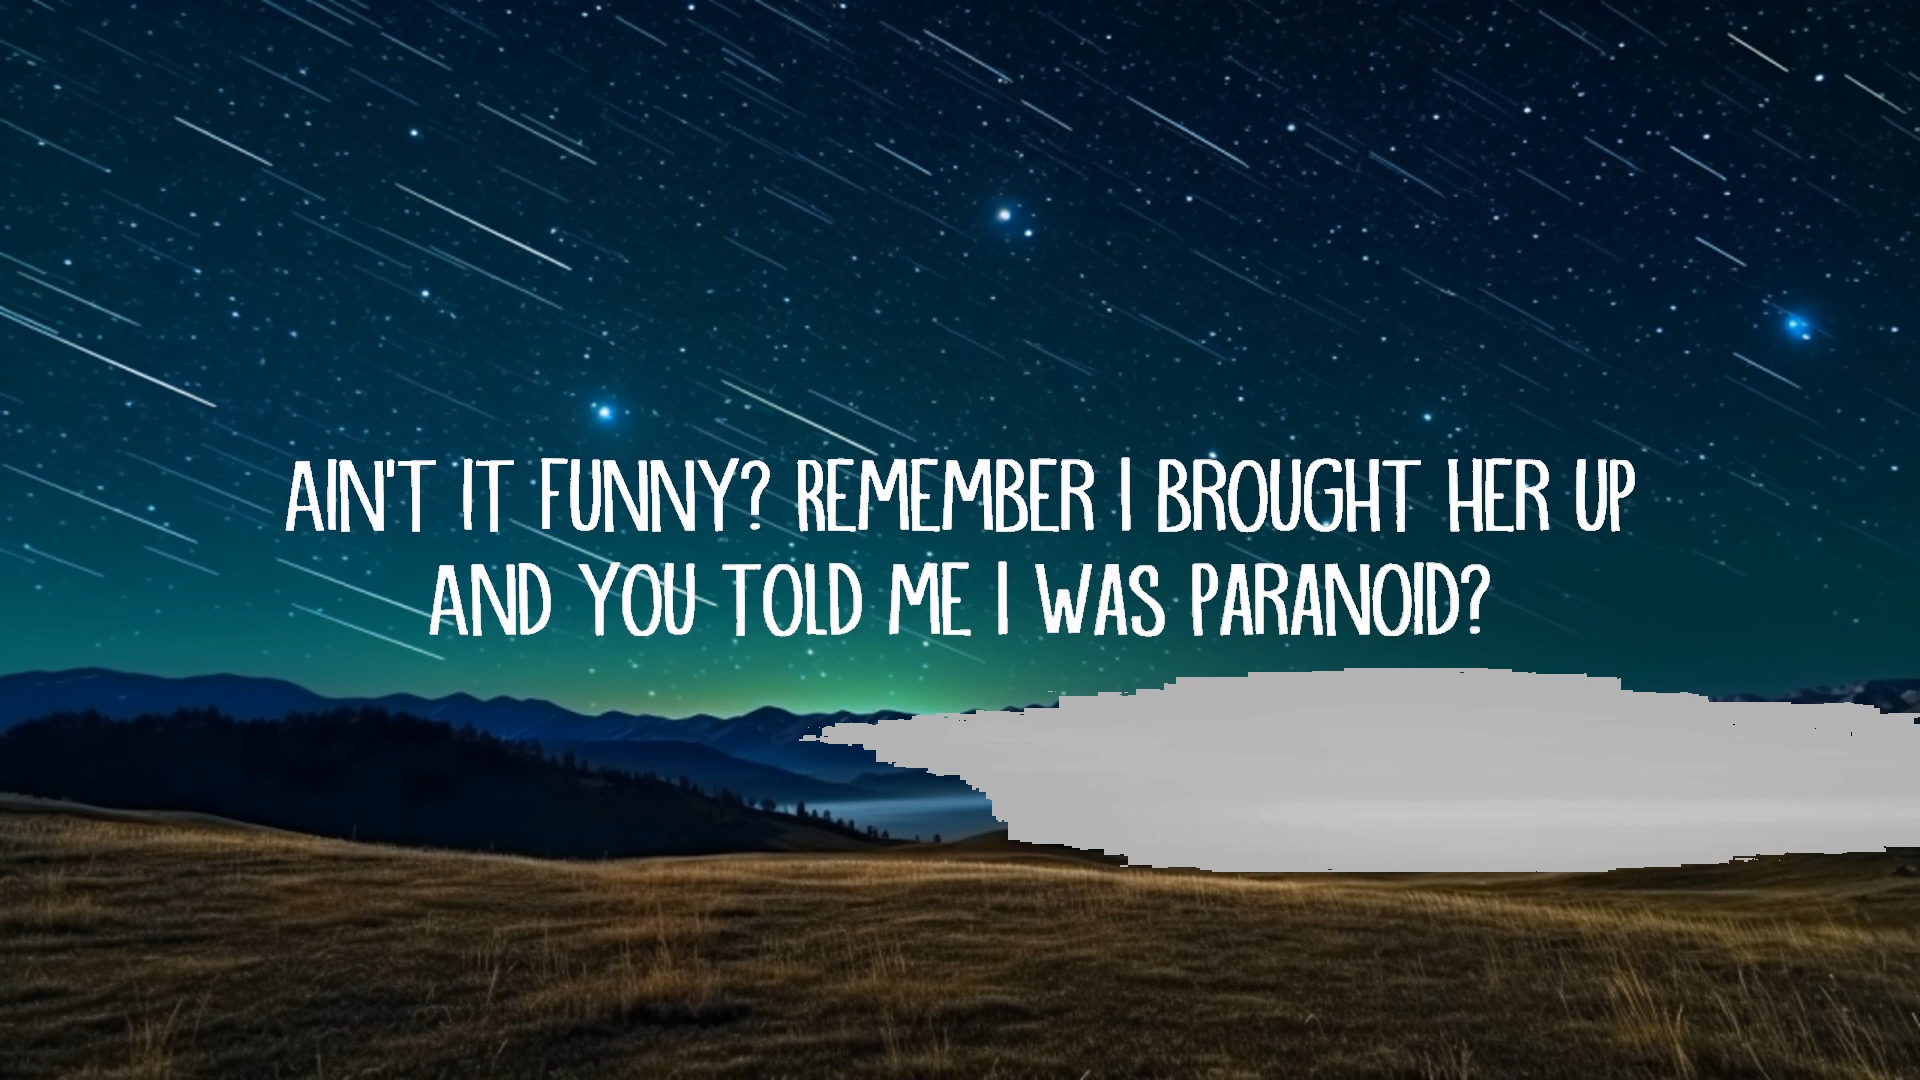 AIN'T IT FUNNY? REMEMBER I BROUGHT HER UP
AND YOU TOLD ME I WAS PARANOID?